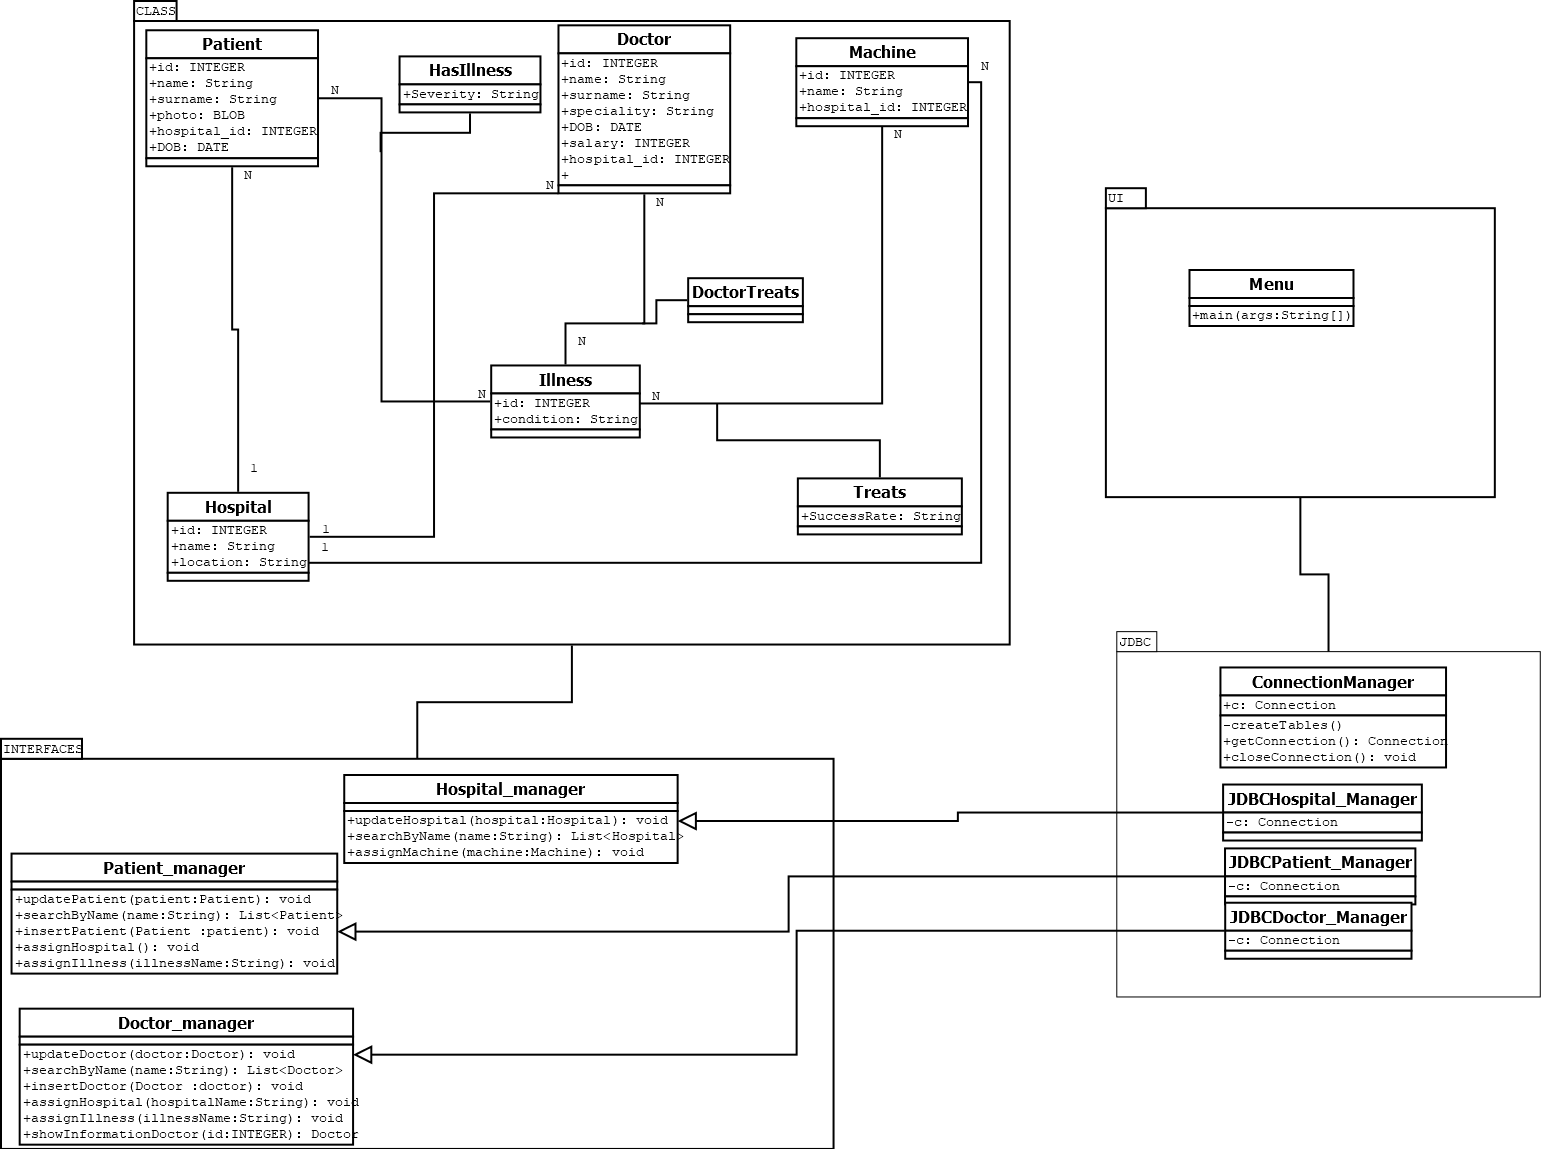 CLASS
Patient
+id: INTEGER
+name: String
+surname: String
+photo: BLOB
+hospital_id: INTEGER
+DOB: DATE
N
N
HasIllness
+Severity: String
Doctor
+id: INTEGER
+name: String
+surname: String
+speciality: String
+DOB: DATE
+salary: INTEGER
+hospital_id: INTEGER
+
N
N
Machine
+id: INTEGER
+name: String
+hospital_id: INTEGER
N
N
DoctorTreats
N
Illness
+id: INTEGER
+condition: String
N
N
1
Hospital
+id: INTEGER
+name: String
+location: String
1
1
Treats
+SuccessRate: String
UI
Menu
+main(args:String[])
JDBC
ConnectionManager
+c: Connection
-createTables()
+getConnection(): Connection
+closeConnection(): void
JDBCHospital_Manager
-c: Connection
JDBCPatient_Manager
-c: Connection
JDBCDoctor_Manager
-c: Connection
INTERFACES
Hospital_manager
+updateHospital(hospital:Hospital): void
+searchByName(name:String): List<Hospital>
+assignMachine(machine:Machine): void
Patient_manager
+updatePatient(patient:Patient): void
+searchByName(name:String): List<Patient>
+insertPatient(Patient :patient): void
+assignHospital(): void
+assignIllness(illnessName:String): void
Doctor_manager
+updateDoctor(doctor:Doctor): void
+searchByName(name:String): List<Doctor>
+insertDoctor(Doctor :doctor): void
+assignHospital(hospitalName:String): void
+assignIllness(illnessName:String): void
+showInformationDoctor(id:INTEGER): Doctor